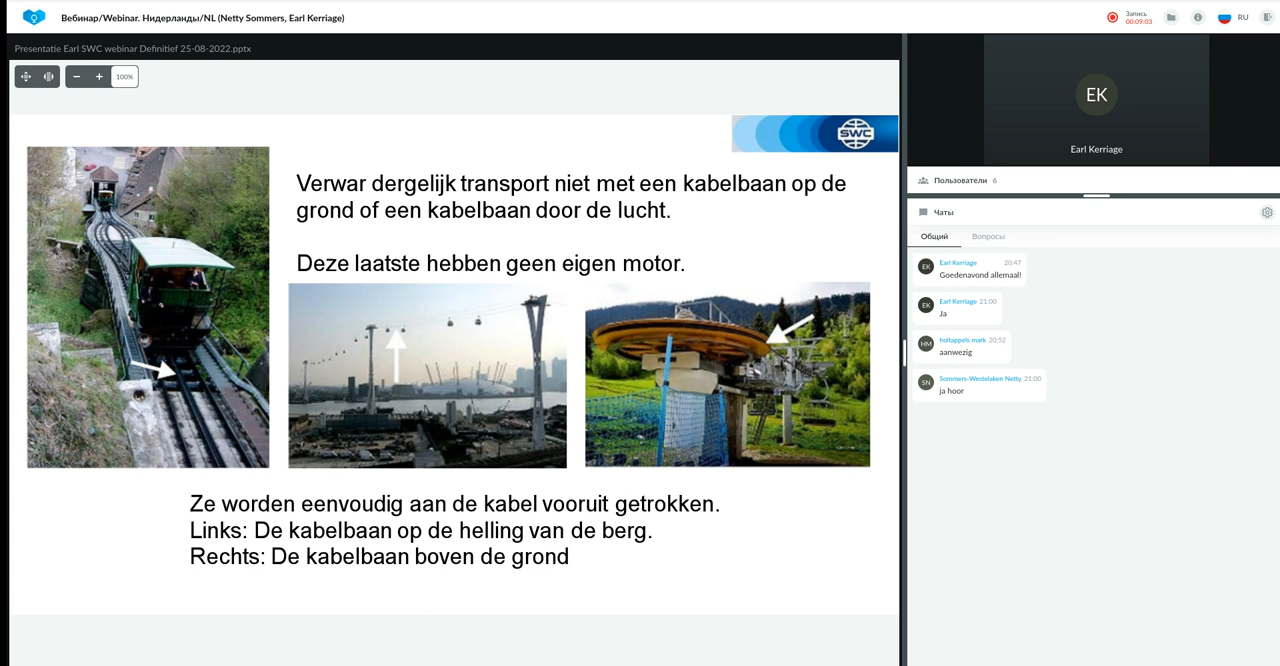 Вебинар/Webinar. Нидерланды/NL (Netty Sommers, Earl Kerriage)
Запись
00:09:03
RU
Presentatie Earl SWC webinar Definitief 25-08-2022.pptx
100%
SWC
Verwar dergelijk transport niet met een kabelbaan op de
grond of een kabelbaan door de lucht.
Deze laatste hebben geen eigen motor.
Ze worden eenvoudig aan de kabel vooruit getrokken.
Links: De kabelbaan op de helling van de berg.
Rechts: De kabelbaan boven de grond
EK
Earl Kerriage
Пользователи 6
Чаты
Общий Вопросы
EK Earl Kerriage 20:47
Goedenavond allemaal!
EK Earl Kerriage 21:00
Ja
HM holtappels mark 20:52
aanwezig
SN Sommers-Westelaken Netty 21:00
ja hoor